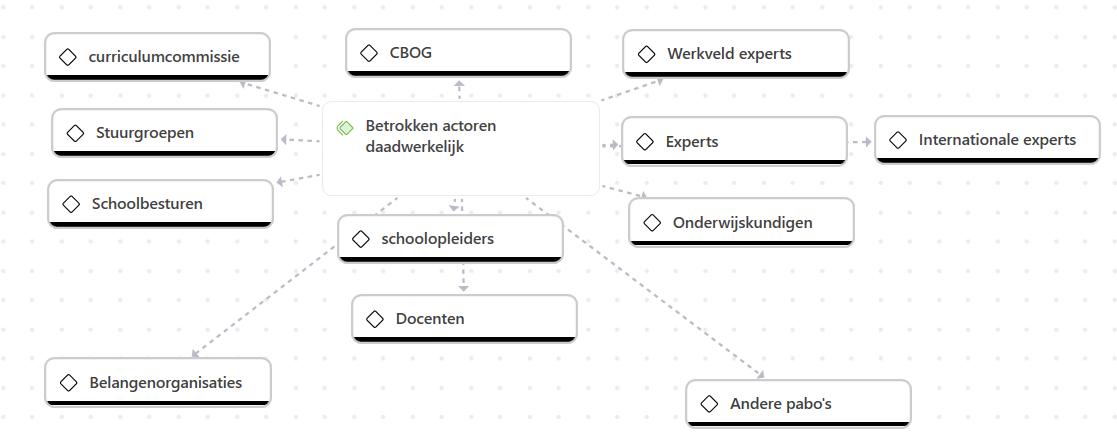 curriculumcommissie
CBOG
Werkveld experts
Stuurgroepen
Betrokken actoren
daadwerkelijk
Experts
Internationale experts
Schoolbesturen
schoolopleiders
Onderwijskundigen
Docenten
Belangenorganisaties
Andere pabo's